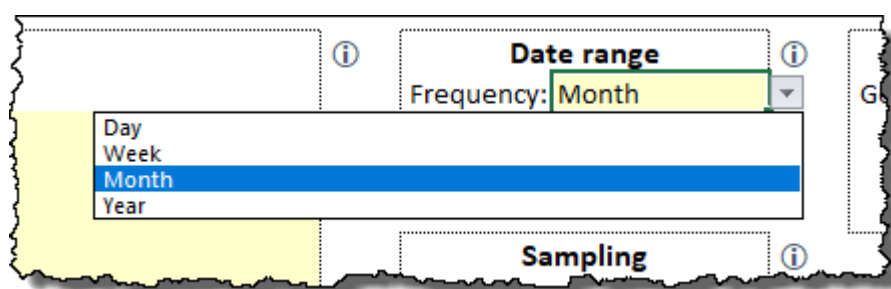 Date range
Frequency: Month
Day
Week
Month
Year
Sampling